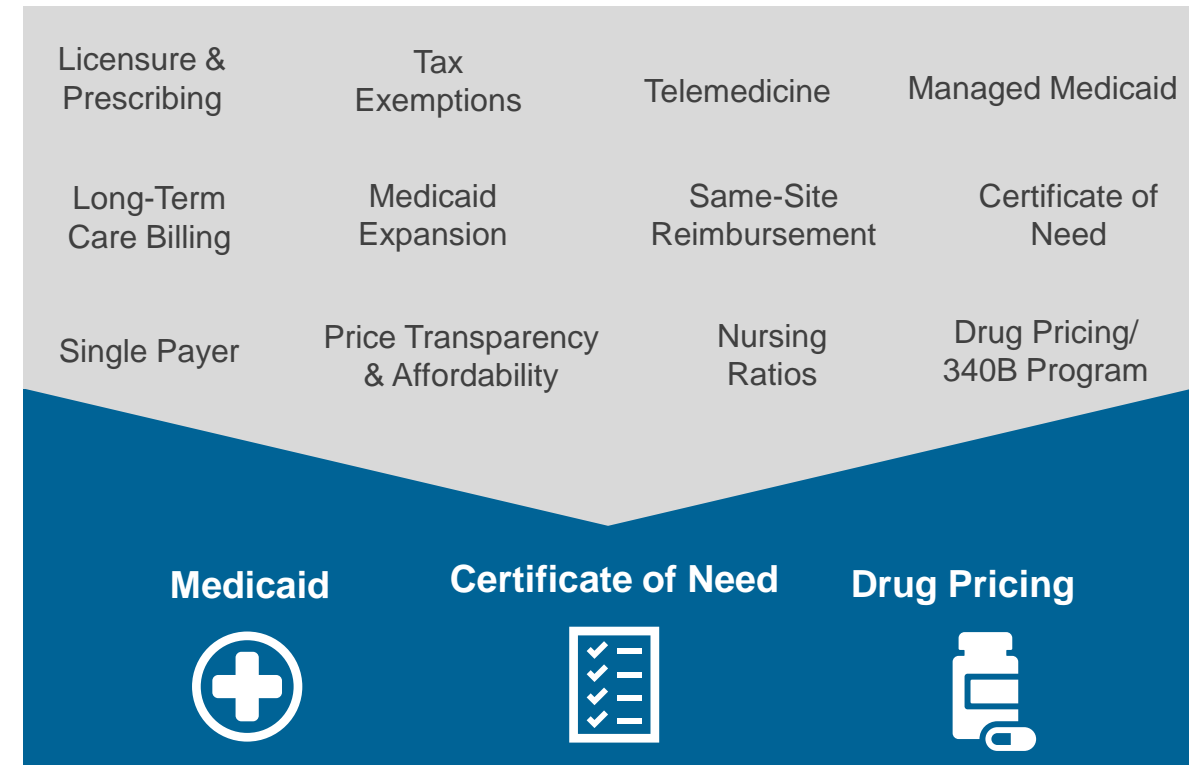 Licensure &
Prescribing
Tax
Exemptions
Telemedicine
Managed Medicaid
Long-Term
Care Billing
Medicaid
Expansion
Same-Site
Reimbursement
Certificate of
Need
Single Payer
Price Transparency
& Affordability
Nursing
Ratios
Drug Pricing/
340B Program
Medicaid
Certificate of Need
Drug Pricing